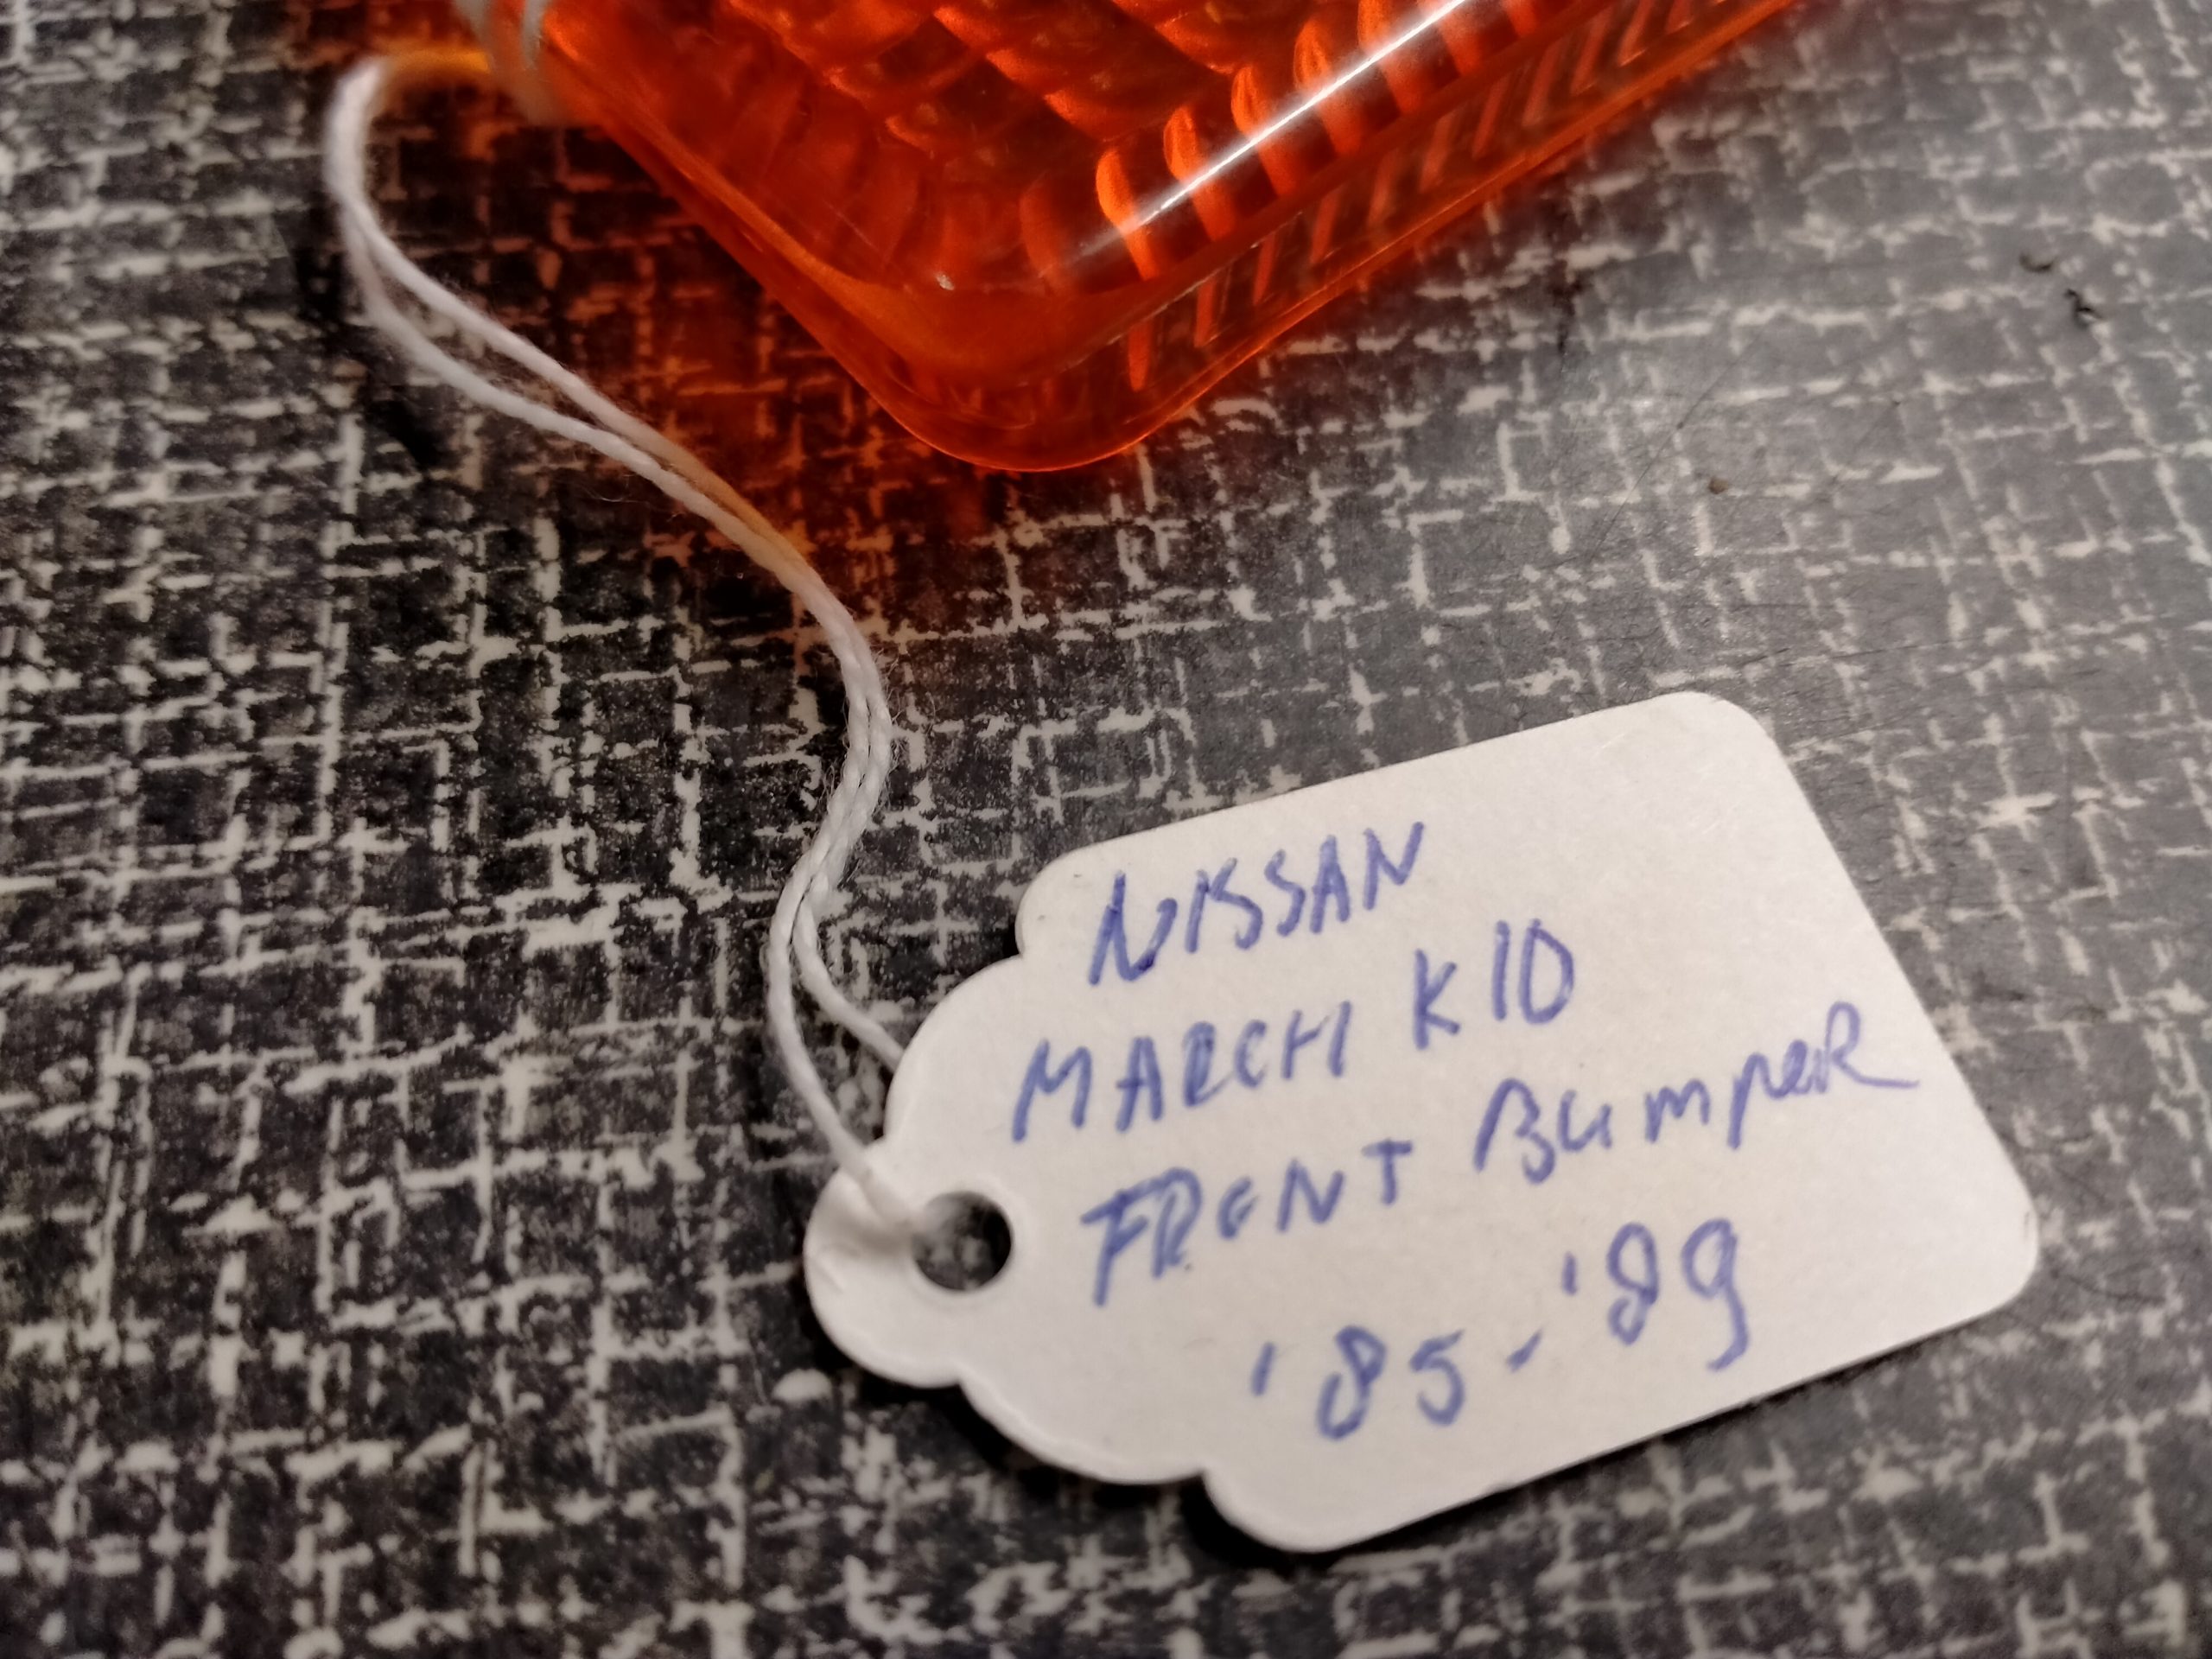 NISSAN
MARCH K10
FRONT BumpeR
'85-'89